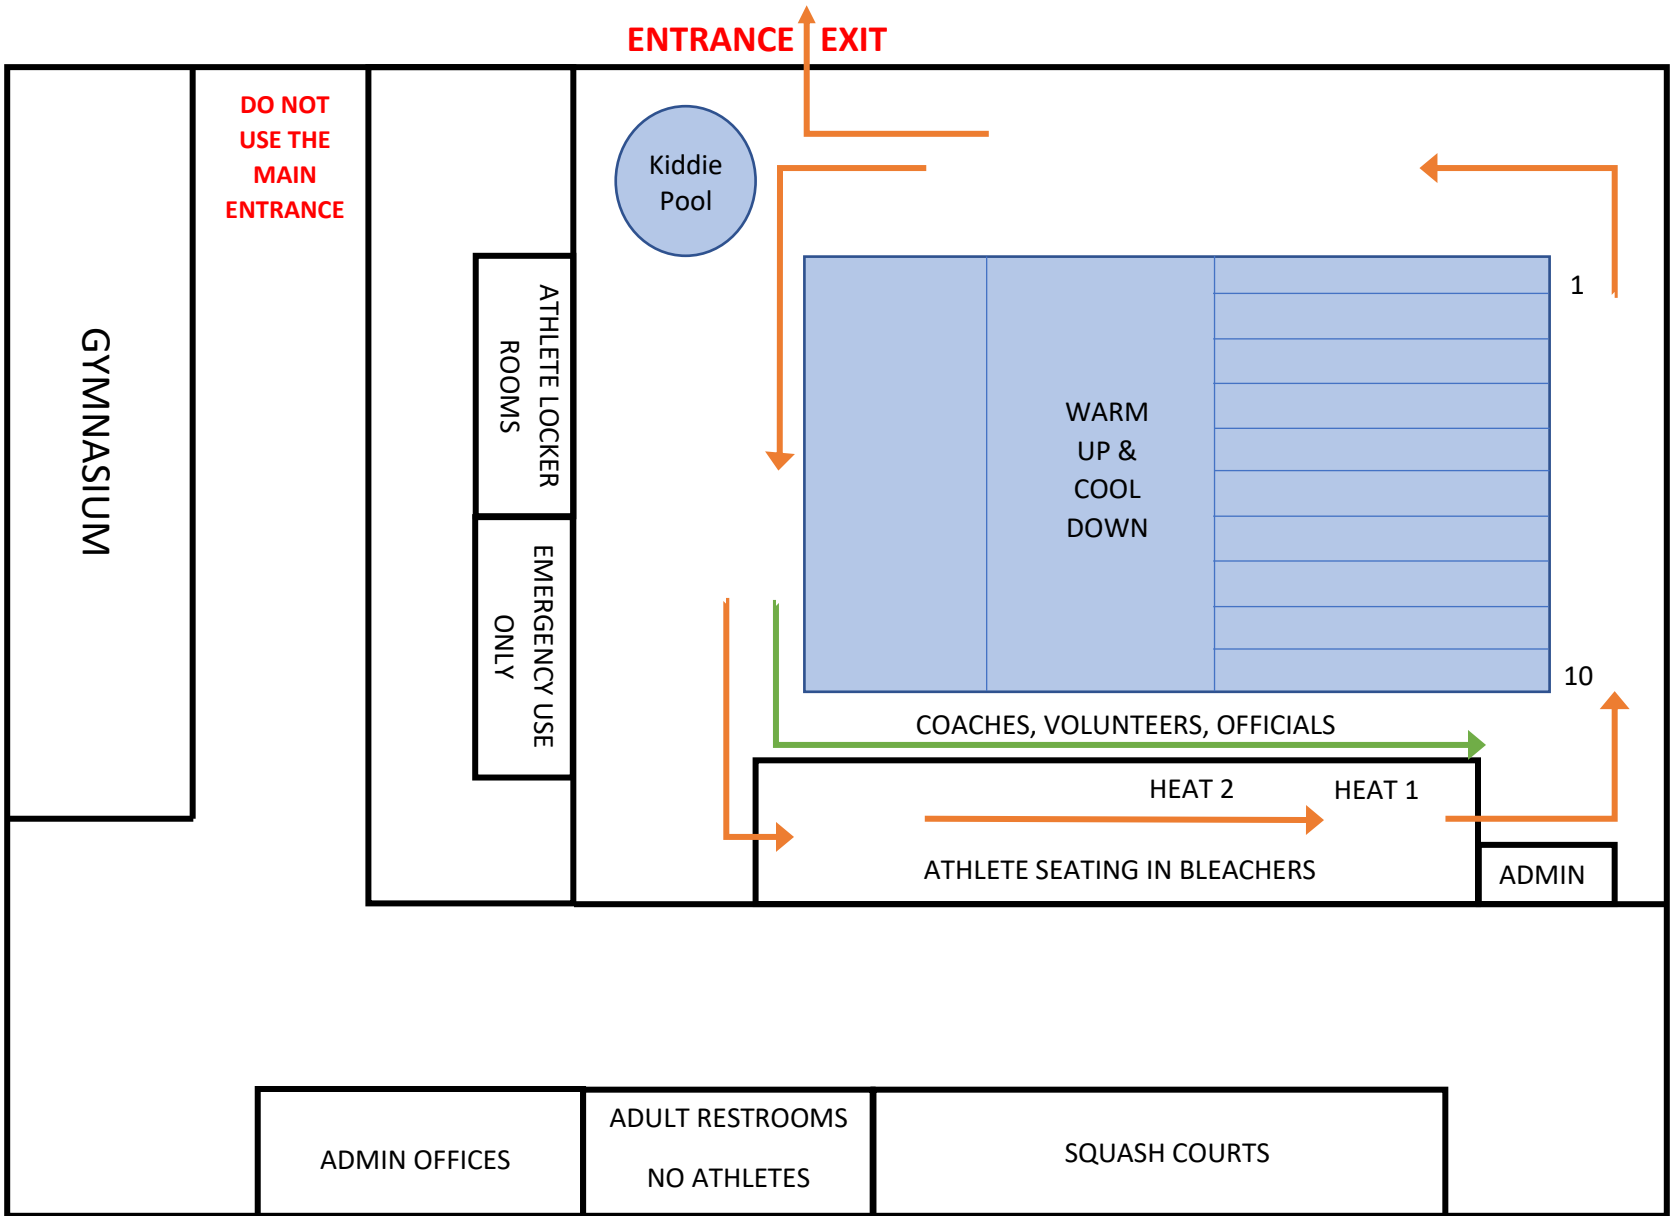 ENTRANCE EXIT
DO NOT
USE THE
MAIN
ENTRANCE
Kiddie
Pool
GYMNASIUM
ATHLETE LOCKER
ROOMS
EMERGENCY USE
ONLY
WARM
UP &
COOL
DOWN
1
10
COACHES, VOLUNTEERS, OFFICIALS
HEAT 2
HEAT 1
ATHLETE SEATING IN BLEACHERS
ADMIN
ADMIN OFFICES
ADULT RESTROOMS
NO ATHLETES
SQUASH COURTS